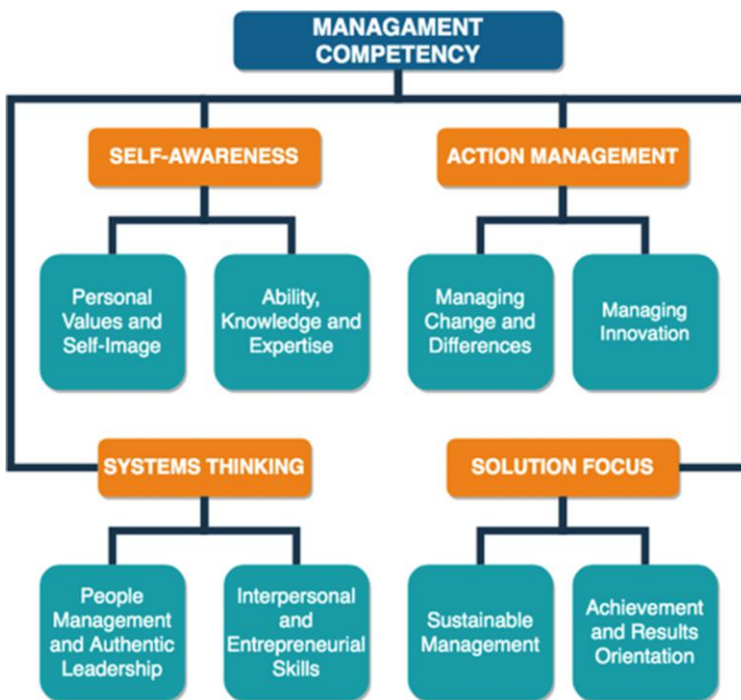 MANAGAMENT
COMPETENCY
SELF-AWARENESS
ACTION MANAGEMENT
Personal
Values and
Self-Image
Ability,
Knowledge and
Expertise
Managing
Change and
Differences
Managing
Innovation
SYSTEMS THINKING
SOLUTION FOCUS
People
Management
and Authentic
Leadership
Interpersonal
and
Entrepreneurial
Skills
Sustainable
Management
Achievement
and Results
Orientation